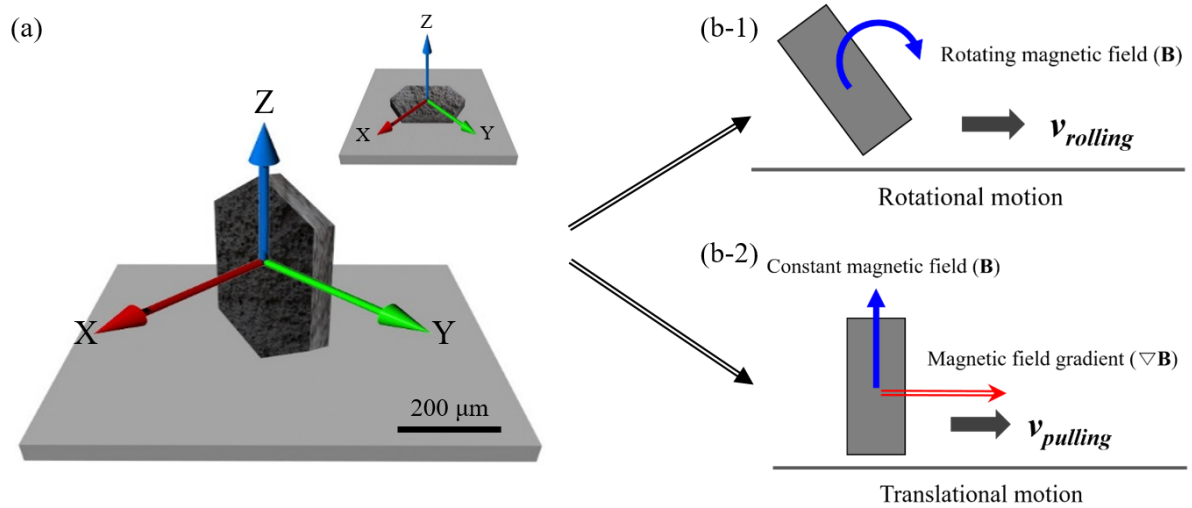 (a)
Z
X
Y
Z
X
Y
200 μm
(b-1)
Rotating magnetic field (B)
v_rolling
Rotational motion
(b-2)
Constant magnetic field (B)
Magnetic field gradient (▽B)
v_pulling
Translational motion